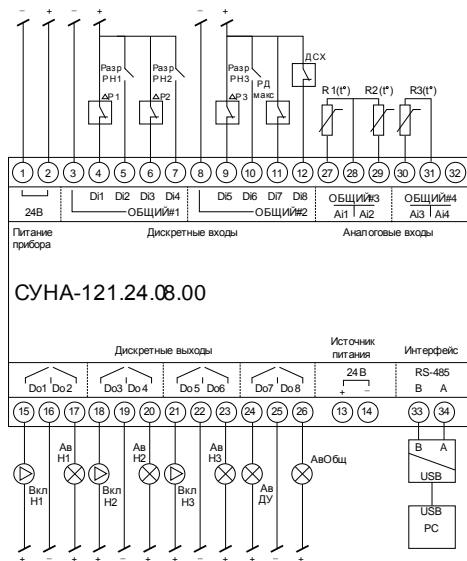 – + – + – +
Разр РН1
Разр РН2
Разр РН3
РД макс
ДСХ
R1(t°) R2(t°) R3(t°)
ΔP1 ΔP2 ΔP3
1 2 3 4 5 6 7 8 9 10 11 12 27 28 29 30 31 32
Di1 Di2 Di3 Di4 Di5 Di6 Di7 Di8 ОБЩИЙ#3 ОБЩИЙ#4
24В ОБЩИЙ#1 ОБЩИЙ#2 Ai1 Ai2 Ai3 Ai4
Питание прибора
Дискретные входы
Аналоговые входы
СУНА-121.24.08.00
Дискретные выходы
Источник питания
Интерфейс
24В
+ –
RS-485
B A
Do1 Do2 Do3 Do4 Do5 Do6 Do7 Do8
15 16 17 18 19 20 21 22 23 24 25 26 13 14 33 34
Вкл Н1
Ав Н1
Вкл Н2
Ав Н2
Вкл Н3
Ав Н3
Ав ДУ
АвОбщ
B A
USB
USB
PC
+ – + + – + + – + + – +